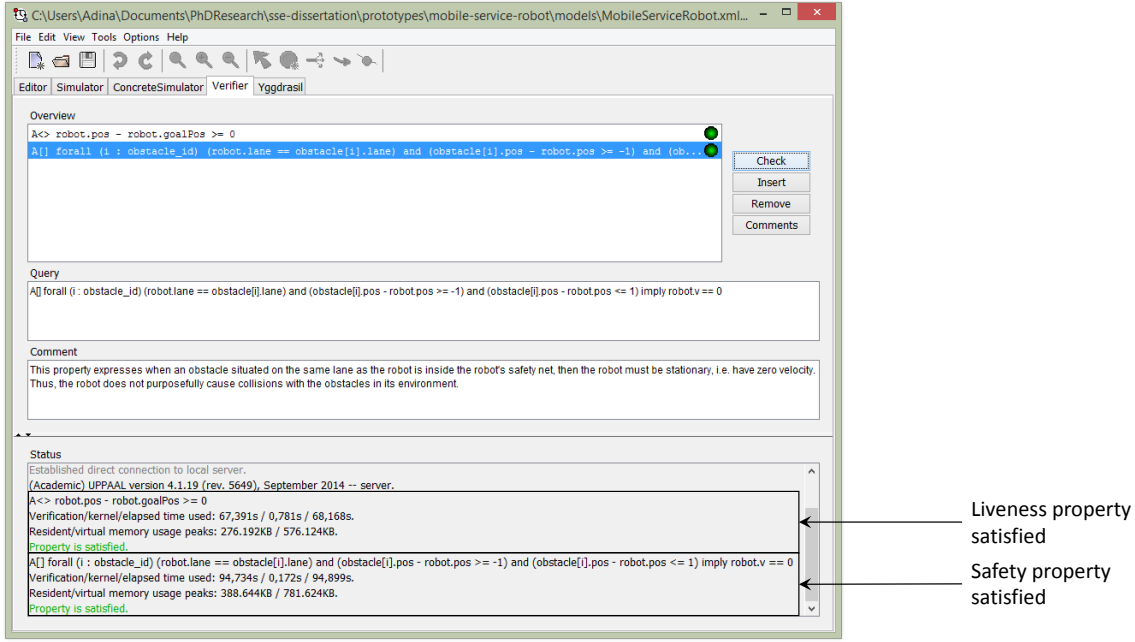 C:\Users\Adina\Documents\PhDResearch\sse-dissertation\prototypes\mobile-service-robot\models\MobileServiceRobot.xml...
File Edit View Tools Options Help
Editor Simulator ConcreteSimulator Verifier Yggdrasil
Overview
A<> robot.pos - robot.goalPos >= 0
A[] forall (i : obstacle_id) (robot.lane == obstacle[i].lane) and (obstacle[i].pos - robot.pos >= -1) and (ob...
Check
Insert
Remove
Comments
Query
A[] forall (i : obstacle_id) (robot.lane == obstacle[i].lane) and (obstacle[i].pos - robot.pos >= -1) and (obstacle[i].pos - robot.pos <= 1) imply robot.v == 0
Comment
This property expresses when an obstacle situated on the same lane as the robot is inside the robot's safety net, then the robot must be stationary, i.e. have zero velocity.
Thus, the robot does not purposefully cause collisions with the obstacles in its environment.
Status
Established direct connection to local server.
(Academic) UPPAAL version 4.1.19 (rev. 5649), September 2014 -- server.
A<> robot.pos - robot.goalPos >= 0
Verification/kernel/elapsed time used: 67,391s / 0,781s / 68,168s.
Resident/virtual memory usage peaks: 276.192KB / 576.124KB.
Property is satisfied.
A[] forall (i : obstacle_id) (robot.lane == obstacle[i].lane) and (obstacle[i].pos - robot.pos >= -1) and (obstacle[i].pos - robot.pos <= 1) imply robot.v == 0
Verification/kernel/elapsed time used: 94,734s / 0,172s / 94,899s.
Resident/virtual memory usage peaks: 388.644KB / 781.624KB.
Property is satisfied.
Liveness property
satisfied
Safety property
satisfied